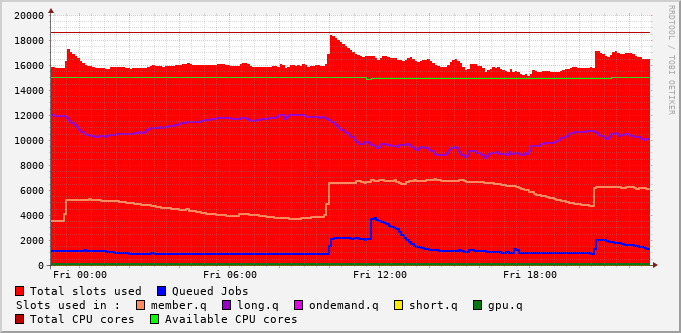 20000
18000
16000
14000
12000
10000
8000
6000
4000
2000
0
Fri 00:00 Fri 06:00 Fri 12:00 Fri 18:00
RRDTOOL / TOBI OETIKER
Total slots used Queued Jobs
Slots used in : member.q long.q ondemand.q short.q gpu.q
Total CPU cores Available CPU cores